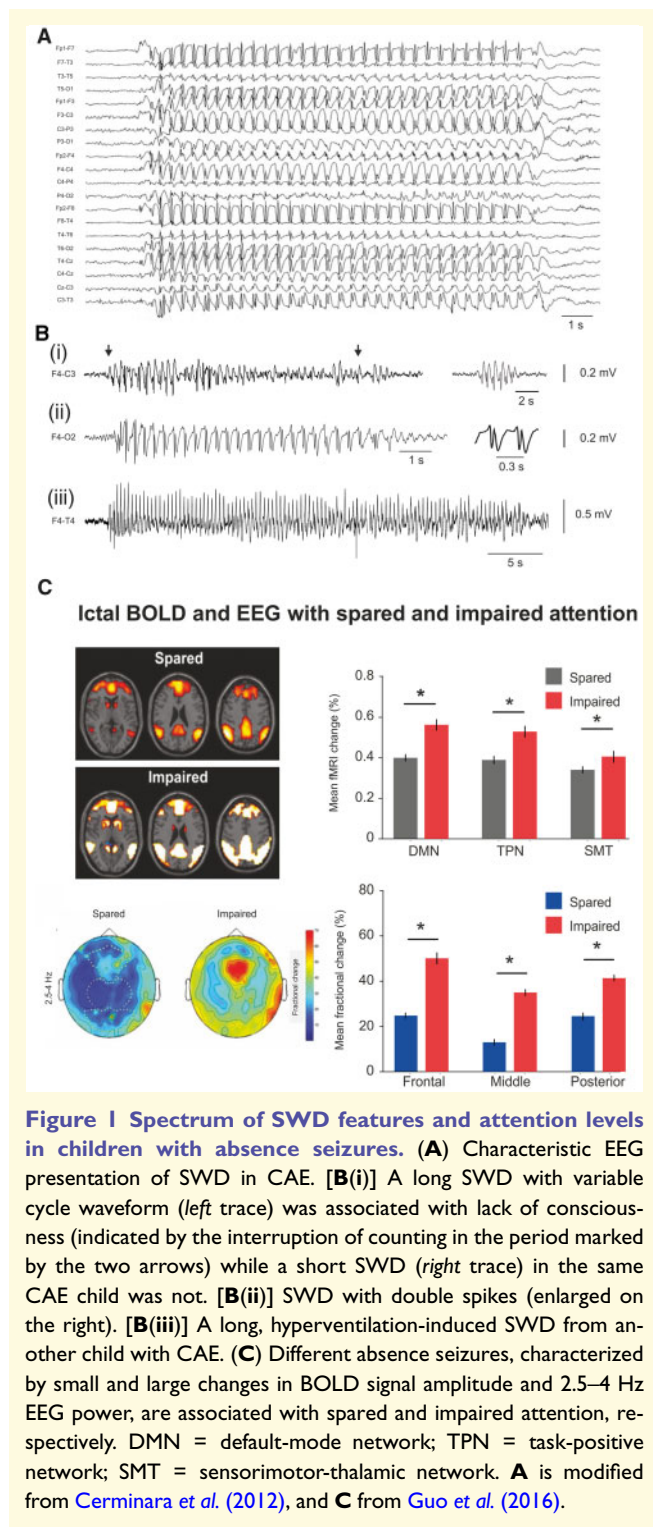 A
Fp1-F7
F7-T3
T3-T5
T5-O1
Fp1-F3
F3-C3
C3-P3
P3-O1
Fp2-F4
F4-C4
C4-P4
P4-O2
Fp2-F8
F8-T4
T4-T6
T6-O2
T4-Cz
C4-Cz
Cz-C3
C3-T3
1 s
B
(i)
F4-C3
2 s
0.2 mV
(ii)
F4-O2
1 s
0.3 s
0.2 mV
(iii)
F4-T4
0.5 mV
5 s
C
Ictal BOLD and EEG with spared and impaired attention
Spared
Impaired
Mean fMRI change (%)
0.8
0.6
0.4
0.2
0
* * *
Spared
Impaired
DMN TPN SMT
Spared Impaired
2.5-4 Hz
Fractional change
Mean fractional change (%)
80
60
40
20
0
* * *
Spared
Impaired
Frontal Middle Posterior
Figure 1 Spectrum of SWD features and attention levels
in children with absence seizures. (A) Characteristic EEG
presentation of SWD in CAE. [B(i)] A long SWD with variable
cycle waveform (left trace) was associated with lack of conscious-
ness (indicated by the interruption of counting in the period marked
by the two arrows) while a short SWD (right trace) in the same
CAE child was not. [B(ii)] SWD with double spikes (enlarged on
the right). [B(iii)] A long, hyperventilation-induced SWD from an-
other child with CAE. (C) Different absence seizures, characterized
by small and large changes in BOLD signal amplitude and 2.5–4 Hz
EEG power, are associated with spared and impaired attention, re-
spectively. DMN = default-mode network; TPN = task-positive
network; SMT = sensorimotor-thalamic network. A is modified
from Cerminara et al. (2012), and C from Guo et al. (2016).